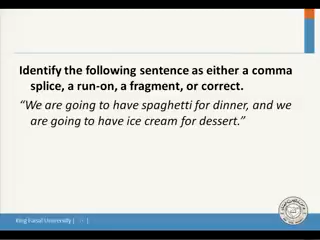 Identify the following sentence as either a comma
splice, a run-on, a fragment, or correct.
“We are going to have spaghetti for dinner, and we
are going to have ice cream for dessert.”
King Faisal University |    |